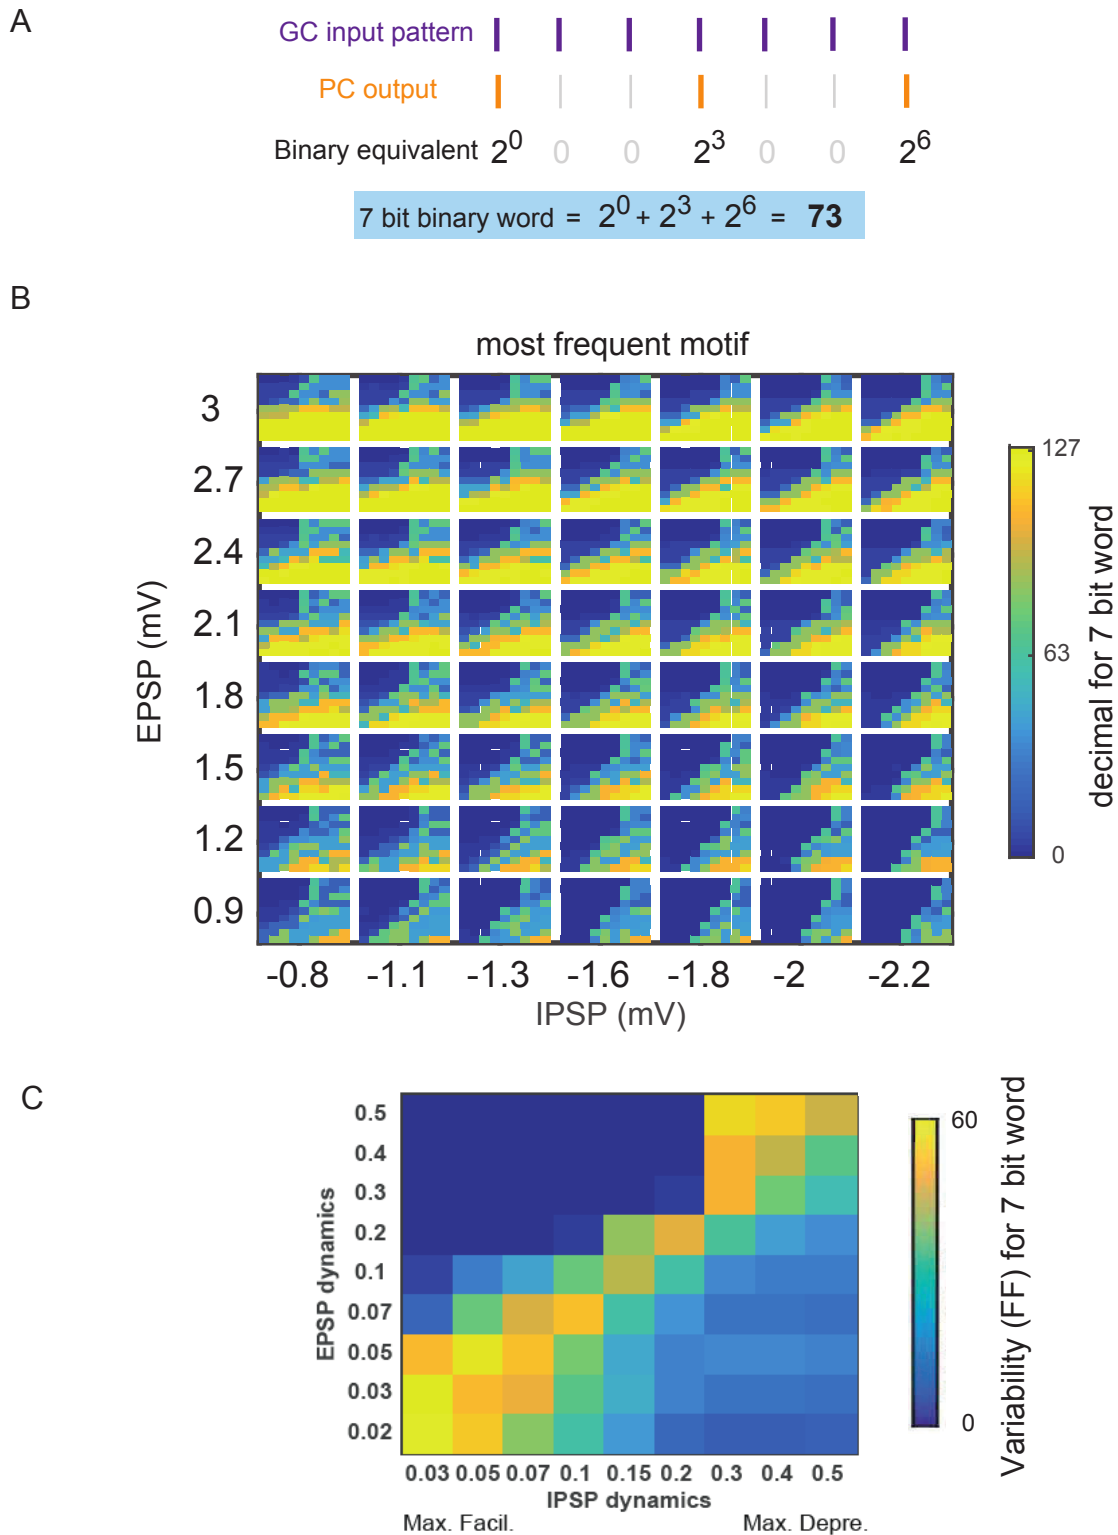 A
GC input pattern
PC output
Binary equivalent 2^0 0 0 2^3 0 0 2^6
7 bit binary word = 2^0 + 2^3 + 2^6 = 73
B
most frequent motif
EPSP (mV)
3
2.7
2.4
2.1
1.8
1.5
1.2
0.9
-0.8 -1.1 -1.3 -1.6 -1.8 -2 -2.2
IPSP (mV)
127
63
0
decimal for 7 bit word
C
EPSP dynamics
0.5
0.4
0.3
0.2
0.1
0.07
0.05
0.03
0.02
0.03 0.05 0.07 0.1 0.15 0.2 0.3 0.4 0.5
IPSP dynamics
Max. Facil. Max. Depre.
60
0
Variability (FF) for 7 bit word